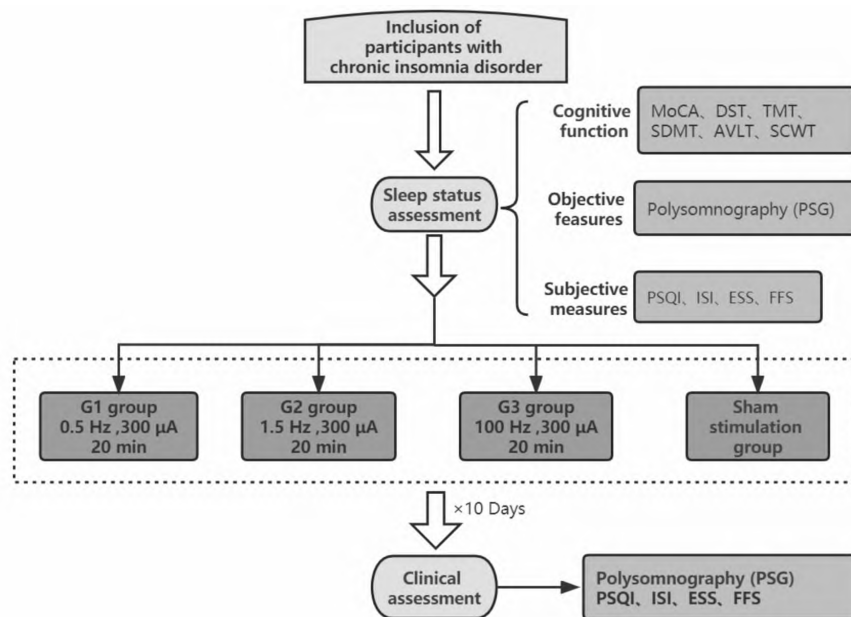 Inclusion of
participants with
chronic insomnia disorder
Cognitive
function
MoCA、DST、TMT、
SDMT、AVLT、SCWT
Sleep status
assessment
Objective
feasures
Polysomnography (PSG)
Subjective
measures
PSQI、ISI、ESS、FFS
G1 group
0.5 Hz ,300 μA
20 min
G2 group
1.5 Hz ,300 μA
20 min
G3 group
100 Hz ,300 μA
20 min
Sham
stimulation
group
×10 Days
Clinical
assessment
Polysomnography (PSG)
PSQI、ISI、ESS、FFS